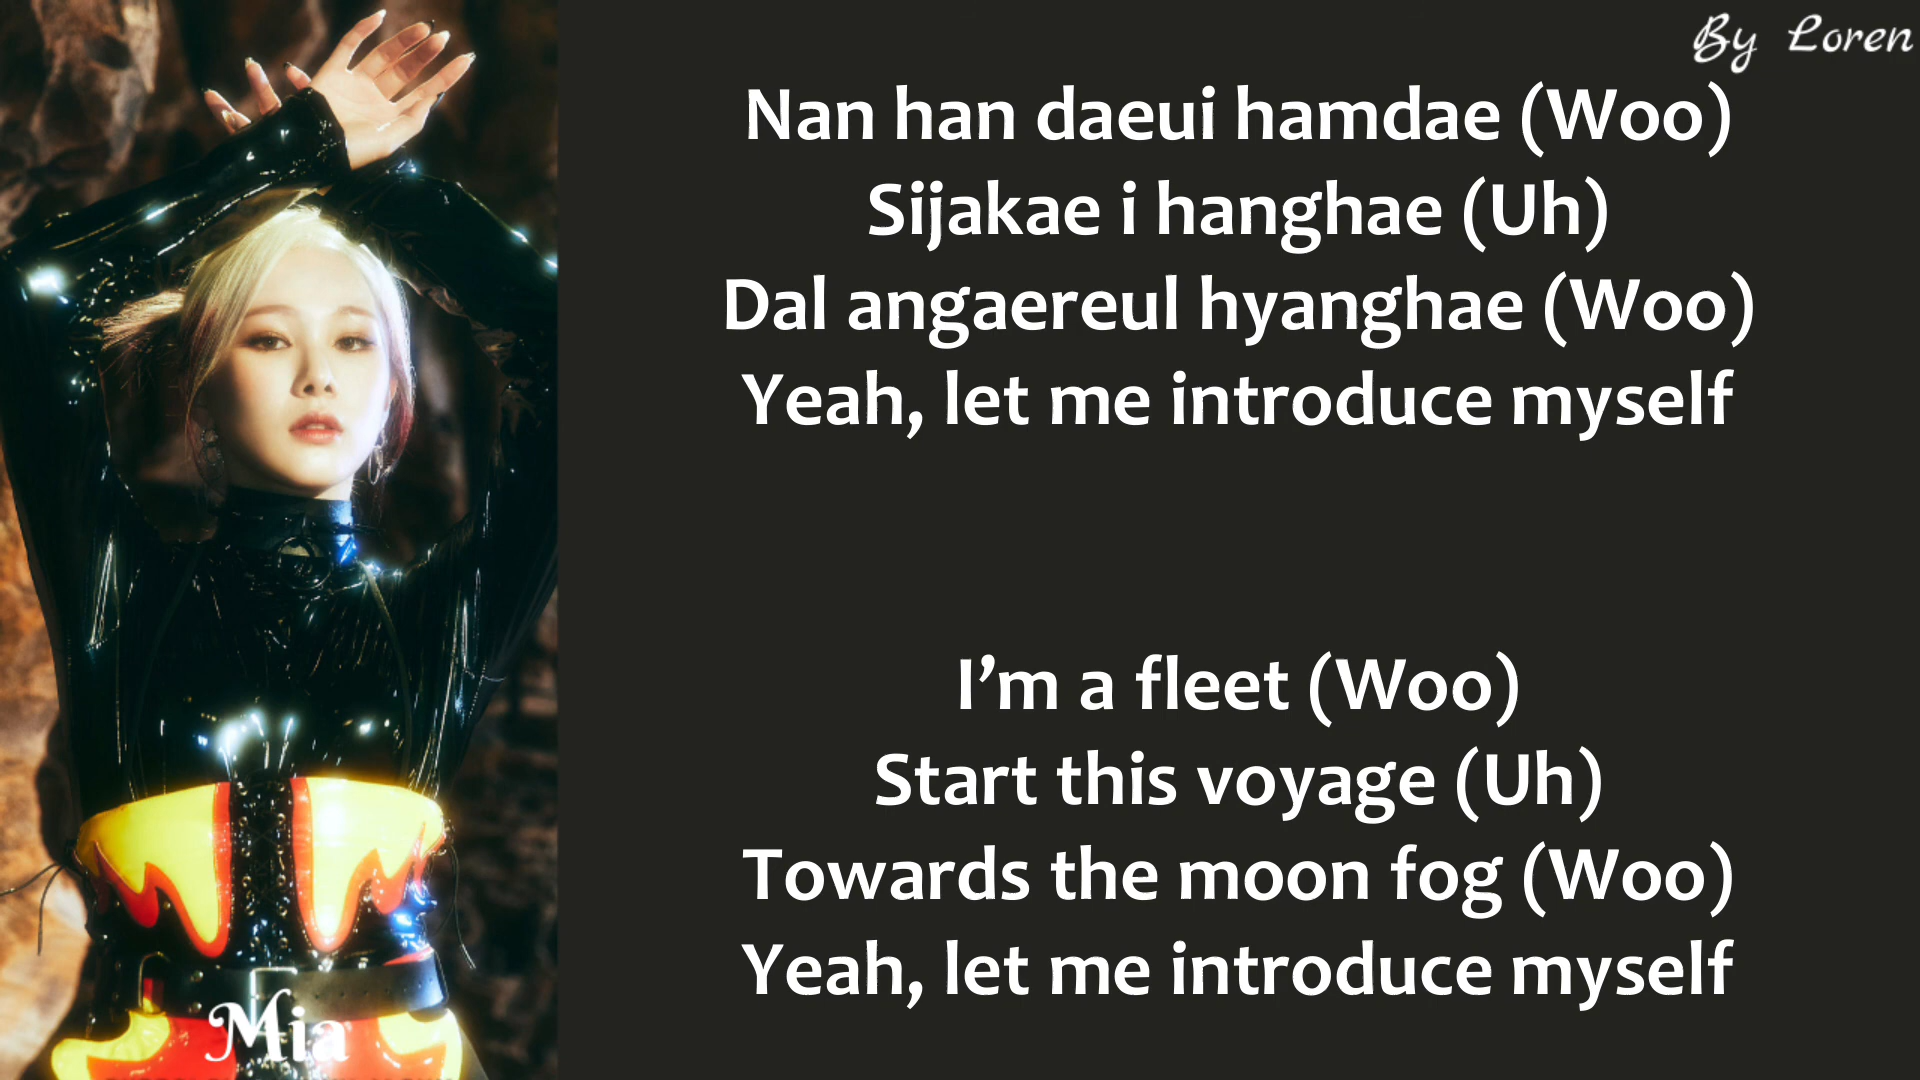 By Loren
Nan han daeui hamdae (Woo)
Sijakae i hanghae (Uh)
Dal angaereul hyanghae (Woo)
Yeah, let me introduce myself
I’m a fleet (Woo)
Start this voyage (Uh)
Towards the moon fog (Woo)
Yeah, let me introduce myself
Mia